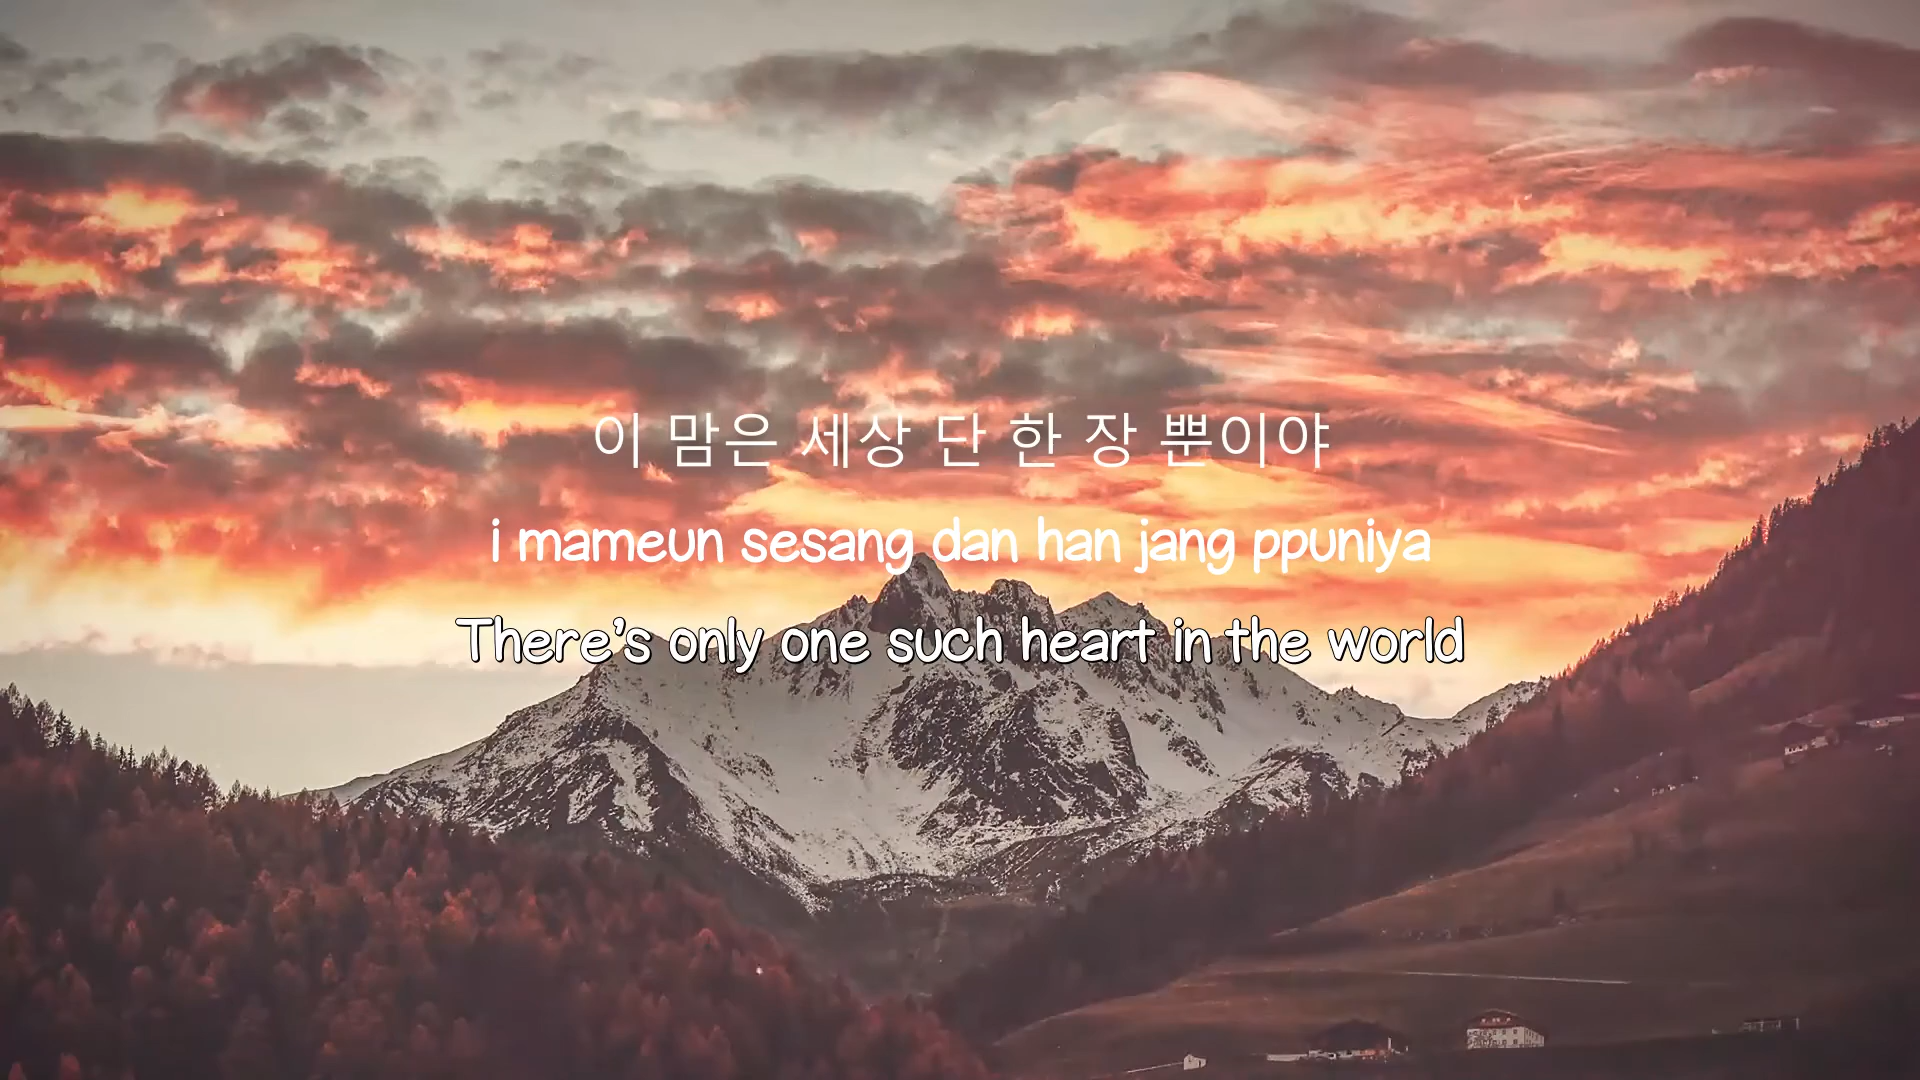 이 맘은 세상 단 한 장 뿐이야
i mameun sesang dan han jang ppuniya
There's only one such heart in the world